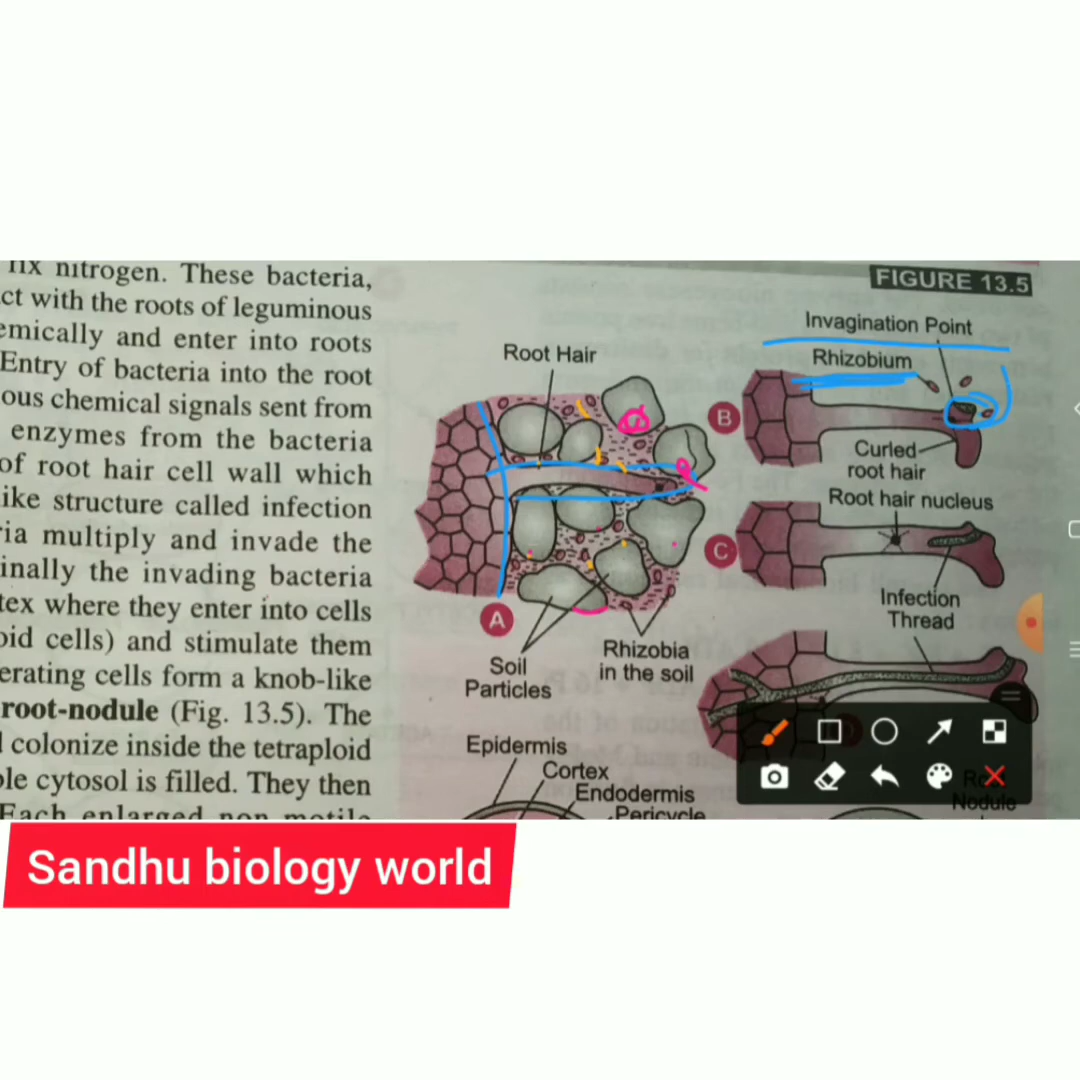 fix nitrogen. These bacteria,
ct with the roots of leguminous
emically and enter into roots
Entry of bacteria into the root
ous chemical signals sent from
enzymes from the bacteria
of root hair cell wall which
ike structure called infection
ria multiply and invade the
inally the invading bacteria
tex where they enter into cells
oid cells) and stimulate them
erating cells form a knob-like
root-nodule (Fig. 13.5). The
l colonize inside the tetraploid
ole cytosol is filled. They then
Each enlarged non motile
FIGURE 13.5
Invagination Point
Root Hair
Rhizobium
B
Curled
root hair
Root hair nucleus
C
Infection
Thread
A
Soil
Particles
Rhizobia
in the soil
Epidermis
Cortex
Endodermis
Pericycle
Nodule
Sandhu biology world